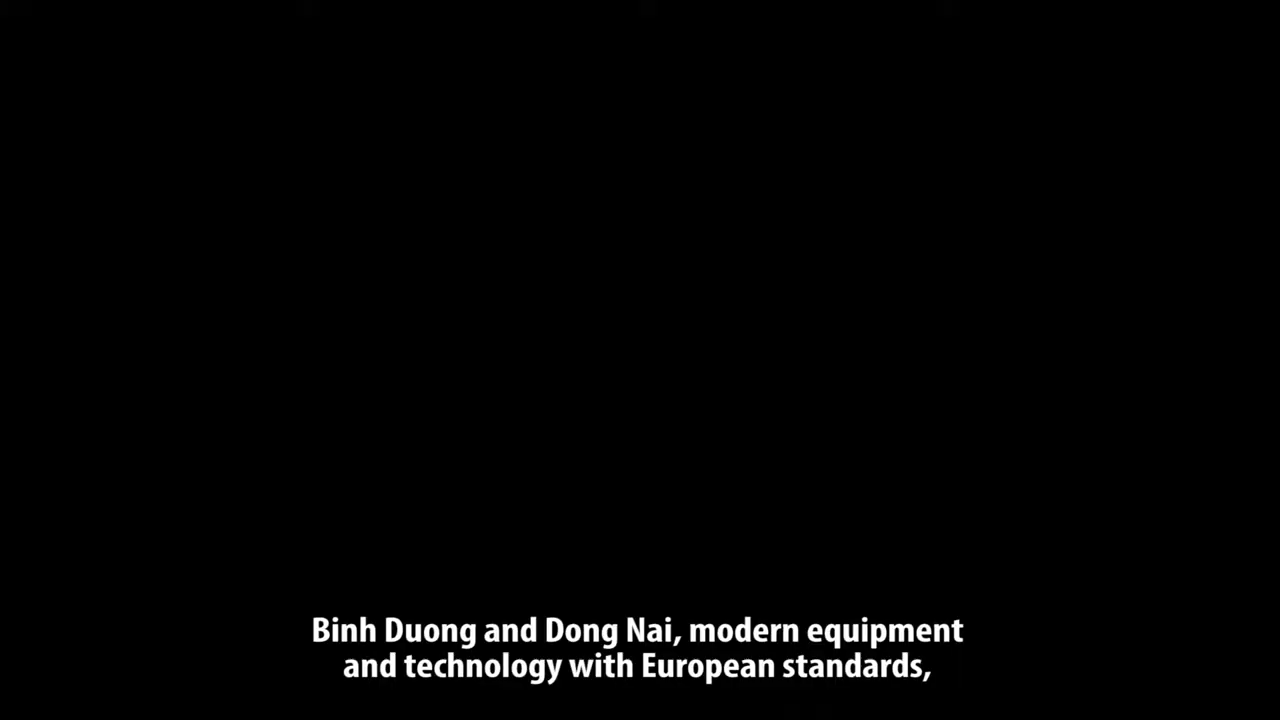 Binh Duong and Dong Nai, modern equipment
and technology with European standards,